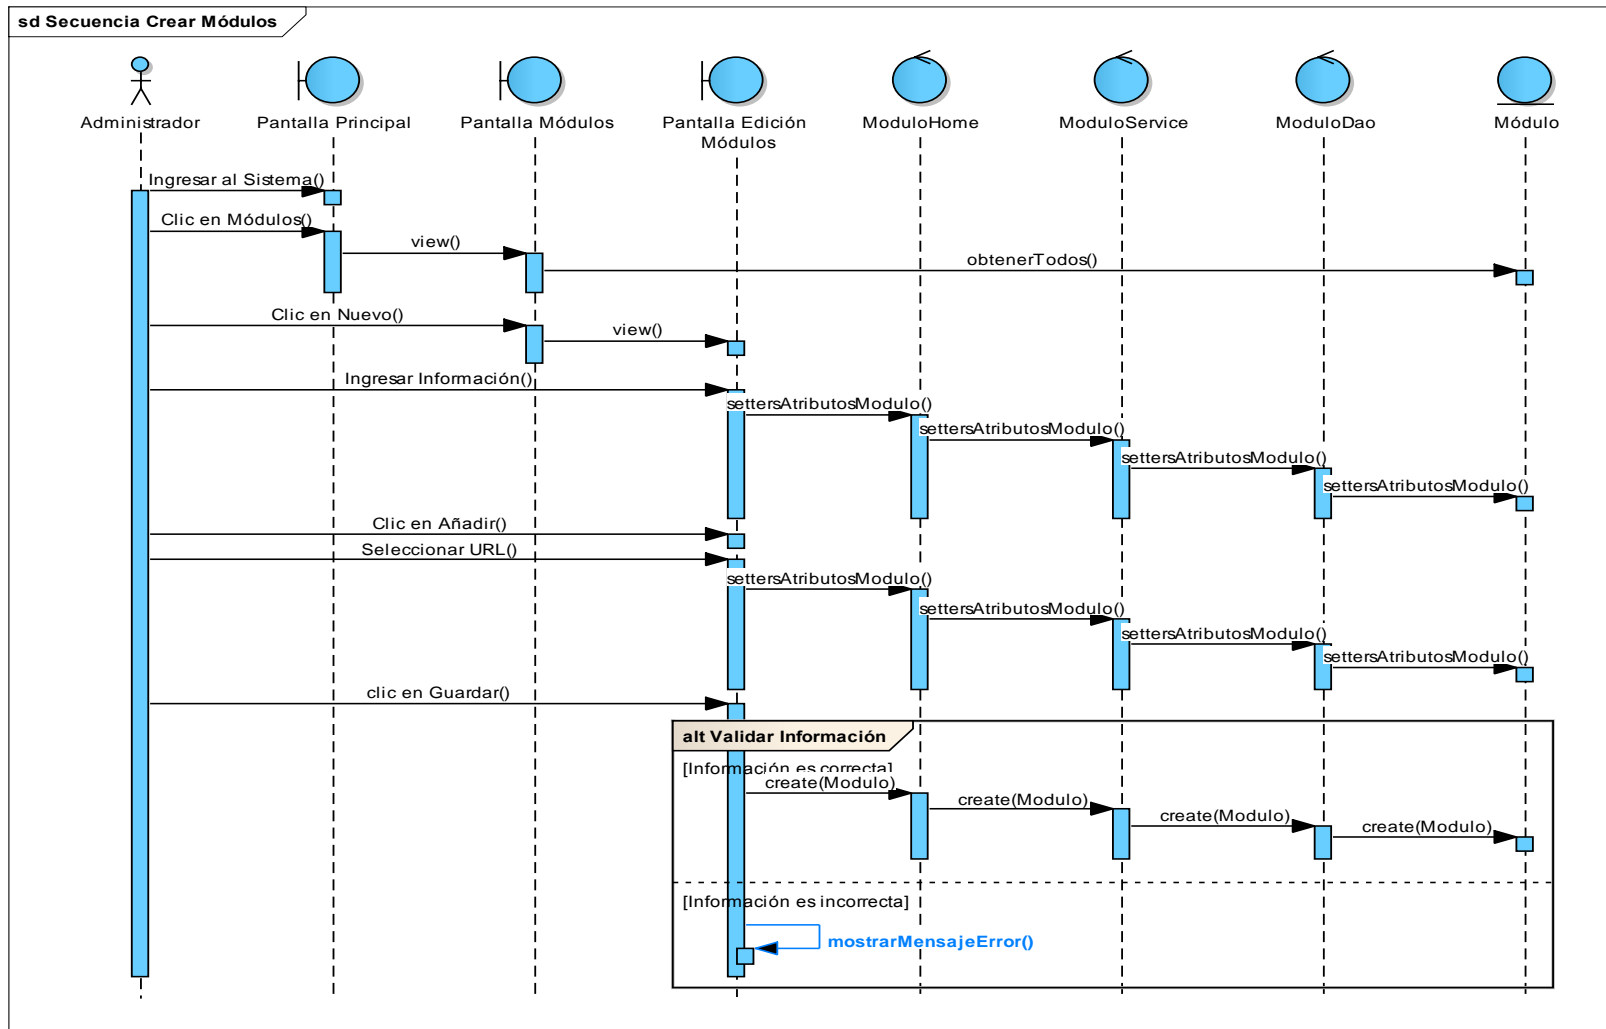 sd Secuencia Crear Módulos
Administrador
Pantalla Principal
Pantalla Módulos
Pantalla Edición
Módulos
ModuloHome
ModuloService
ModuloDao
Módulo
Ingresar al Sistema()
Clic en Módulos()
view()
obtenerTodos()
Clic en Nuevo()
view()
Ingresar Información()
settersAtributosModulo()
settersAtributosModulo()
settersAtributosModulo()
settersAtributosModulo()
Clic en Añadir()
Seleccionar URL()
settersAtributosModulo()
settersAtributosModulo()
settersAtributosModulo()
settersAtributosModulo()
clic en Guardar()
alt Validar Información
[Información es correcta]
create(Modulo)
create(Modulo)
create(Modulo)
create(Modulo)
[Información es incorrecta]
mostrarMensajeError()